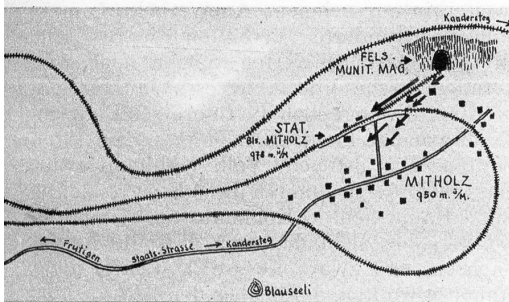 Kandersteg
FELS-
MUNIT. MAG.
STAT.
Bls. MITHOLZ
978 m. ü/M.
MITHOLZ
950 m. ü/M.
Frutigen
Staats-Strasse
Kandersteg
Blauseeli